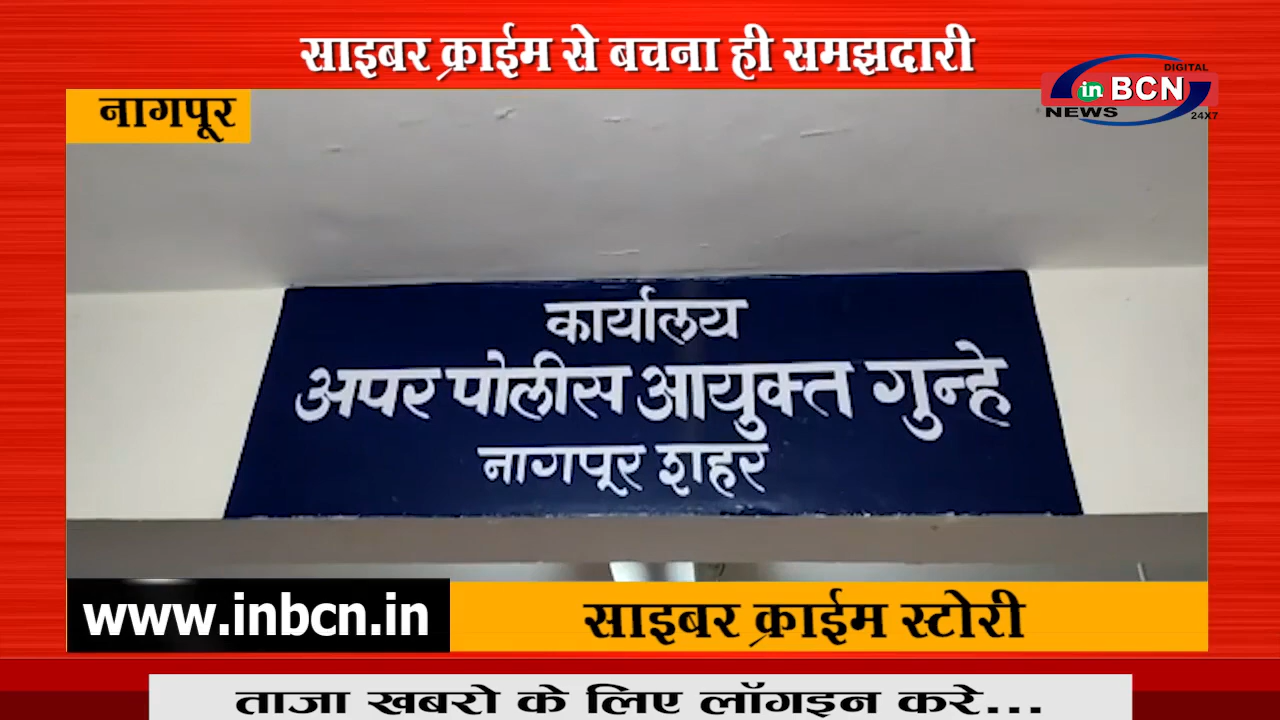 साइबर क्राईम से बचना ही समझदारी
नागपूर
DIGITAL
in BCN
NEWS
24X7
कार्यालय
अपर पोलीस आयुक्त गुन्हे
नागपूर शहर
www.inbcn.in
साइबर क्राईम स्टोरी
ताजा खबरो के लिए लॉगइन करे...